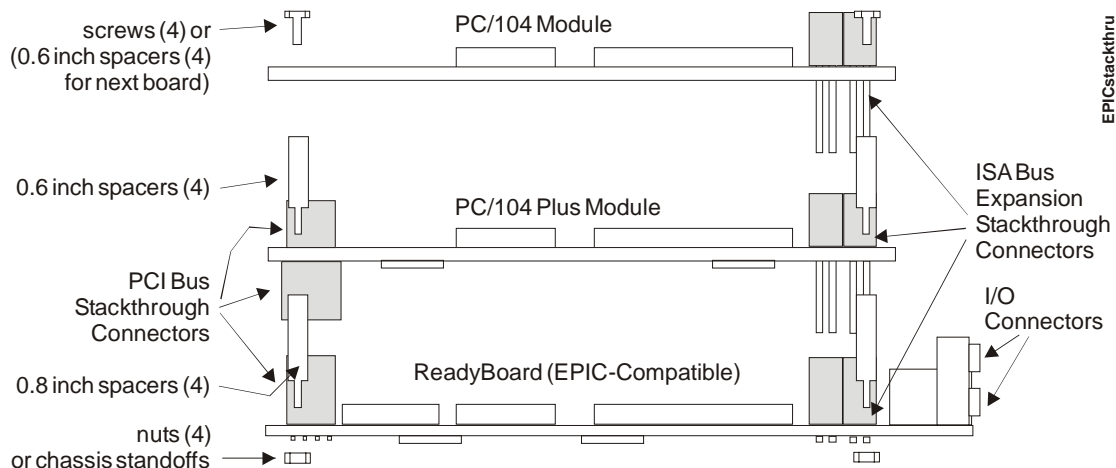 screws (4) or
(0.6 inch spacers (4)
for next board)
PC/104 Module
EPICstackthru
0.6 inch spacers (4)
PC/104 Plus Module
ISA Bus
Expansion
Stackthrough
Connectors
PCI Bus
Stackthrough
Connectors
I/O
Connectors
0.8 inch spacers (4)
ReadyBoard (EPIC-Compatible)
nuts (4)
or chassis standoffs